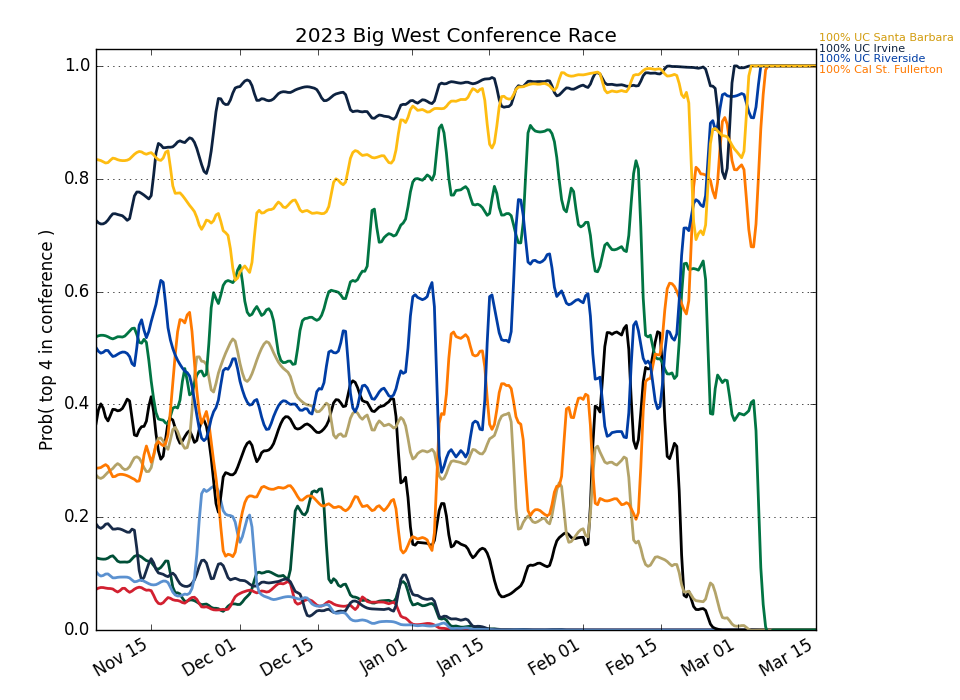 2023 Big West Conference Race
100% UC Santa Barbara
100% UC Irvine
100% UC Riverside
100% Cal St. Fullerton
Prob( top 4 in conference )
1.0
0.8
0.6
0.4
0.2
0.0
Nov 15
Dec 01
Dec 15
Jan 01
Jan 15
Feb 01
Feb 15
Mar 01
Mar 15